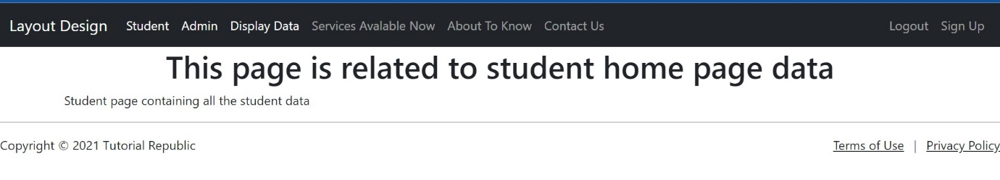 Layout Design Student Admin Display Data Services Avalable Now About To Know Contact Us Logout Sign Up
This page is related to student home page data
Student page containing all the student data
Copyright © 2021 Tutorial Republic Terms of Use | Privacy Policy